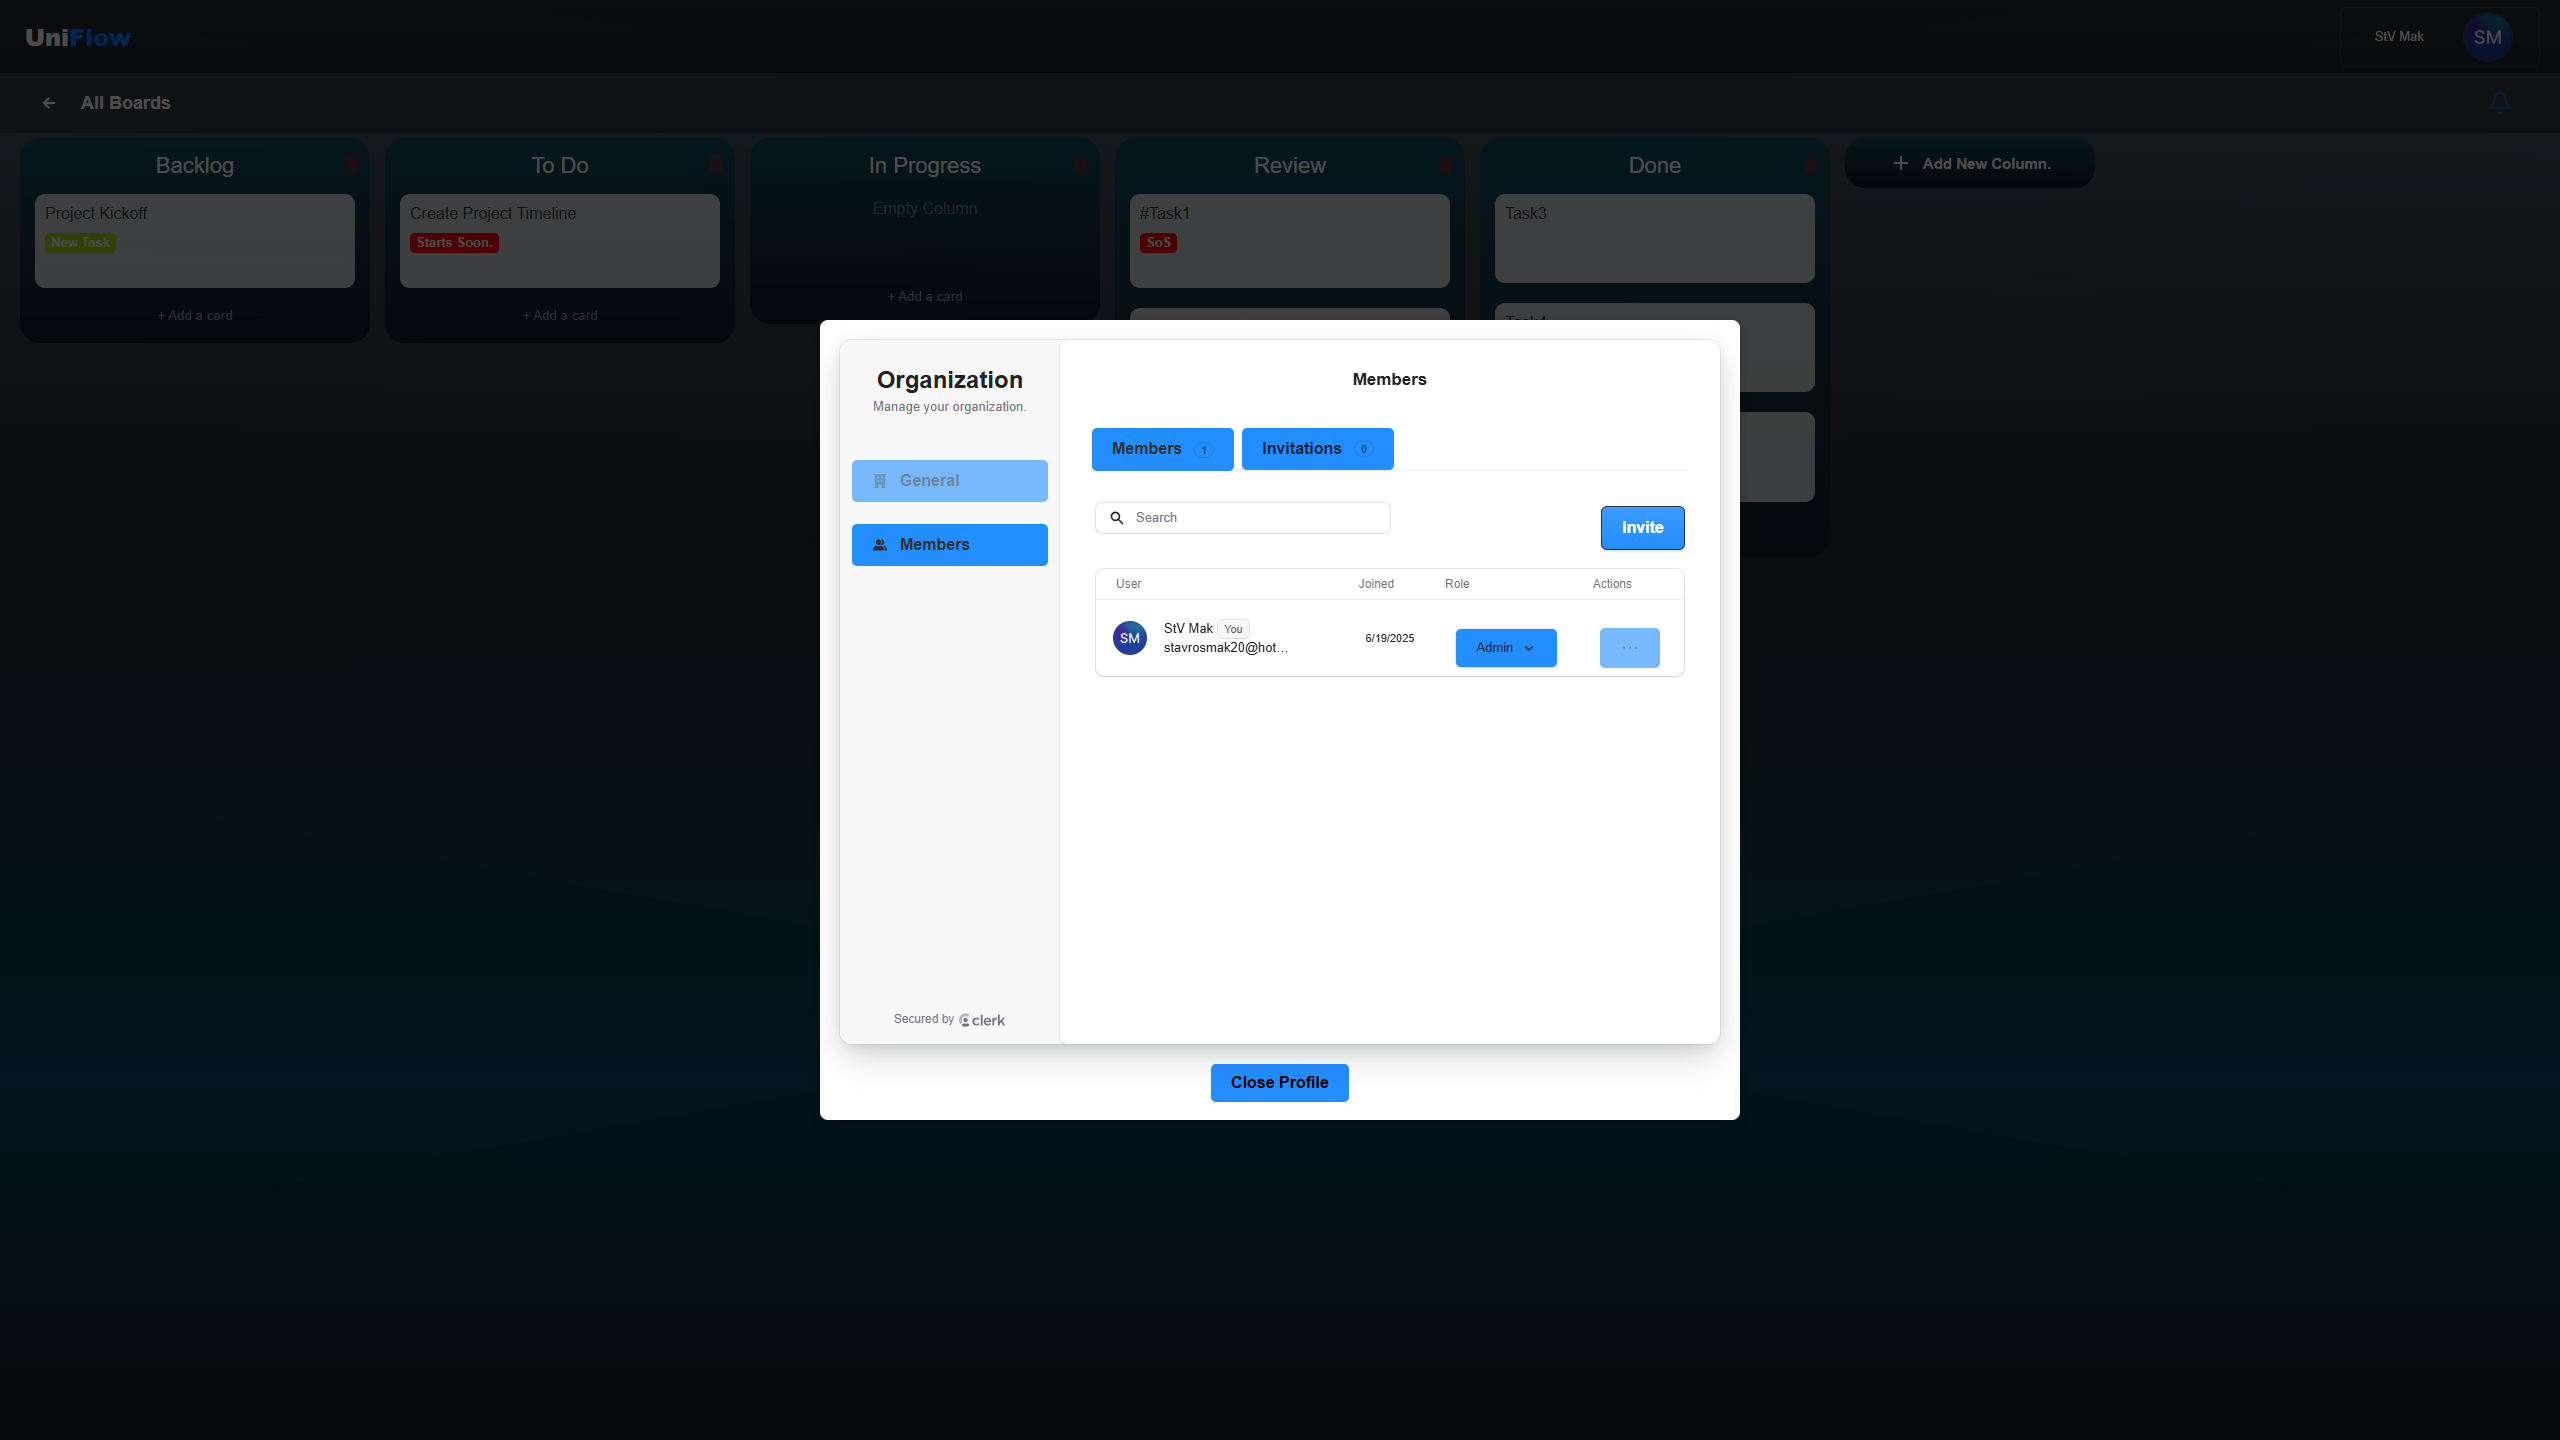 UniFlow
StV Mak
SM
All Boards
Backlog
Project Kickoff
New Task
+ Add a card
To Do
Create Project Timeline
Starts Soon.
+ Add a card
In Progress
Empty Column
+ Add a card
Review
#Task1
SoS
Done
Task3
Add New Column.
Organization
Manage your organization.
General
Members
Secured by clerk
Members
Members 1
Invitations 0
Search
Invite
User Joined Role Actions
SM
StV Mak You
stavrosmak20@hot…
6/19/2025
Admin
Close Profile